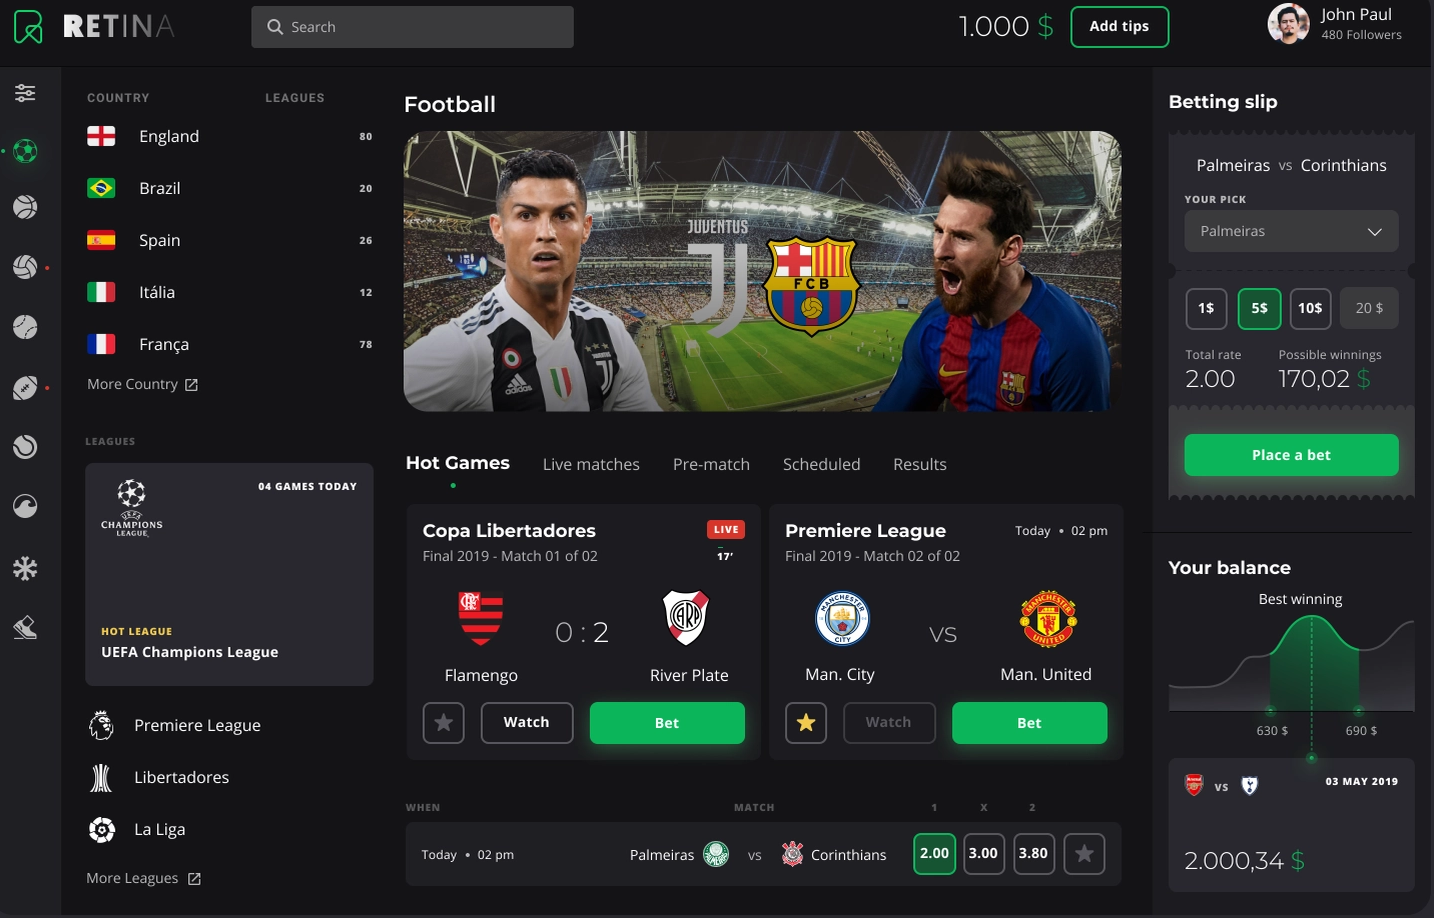 RETINA
Search
1.000 $
Add tips
John Paul
480 Followers
COUNTRY LEAGUES
England 80
Brazil 20
Spain 26
Itália 12
França 78
More Country
LEAGUES
CHAMPIONS
LEAGUE
04 GAMES TODAY
HOT LEAGUE
UEFA Champions League
Premiere League
Libertadores
La Liga
More Leagues
Football
JUVENTUS
FCB
adidas
Hot Games Live matches Pre-match Scheduled Results
Copa Libertadores
LIVE
Final 2019 - Match 01 of 02
17’
CARP
0 : 2
Flamengo River Plate
Watch
Bet
Premiere League
Today • 02 pm
Final 2019 - Match 02 of 02
MANCHESTER
CITY
VS
MANCHESTER
UNITED
Man. City Man. United
Watch
Bet
WHEN MATCH 1 X 2
Today • 02 pm Palmeiras vs Corinthians 2.00 3.00 3.80
Betting slip
Palmeiras vs Corinthians
YOUR PICK
Palmeiras
1$ 5$ 10$ 20 $
Total rate Possible winnings
2.00 170,02 $
Place a bet
Your balance
Best winning
630 $ 690 $
vs
03 MAY 2019
2.000,34 $